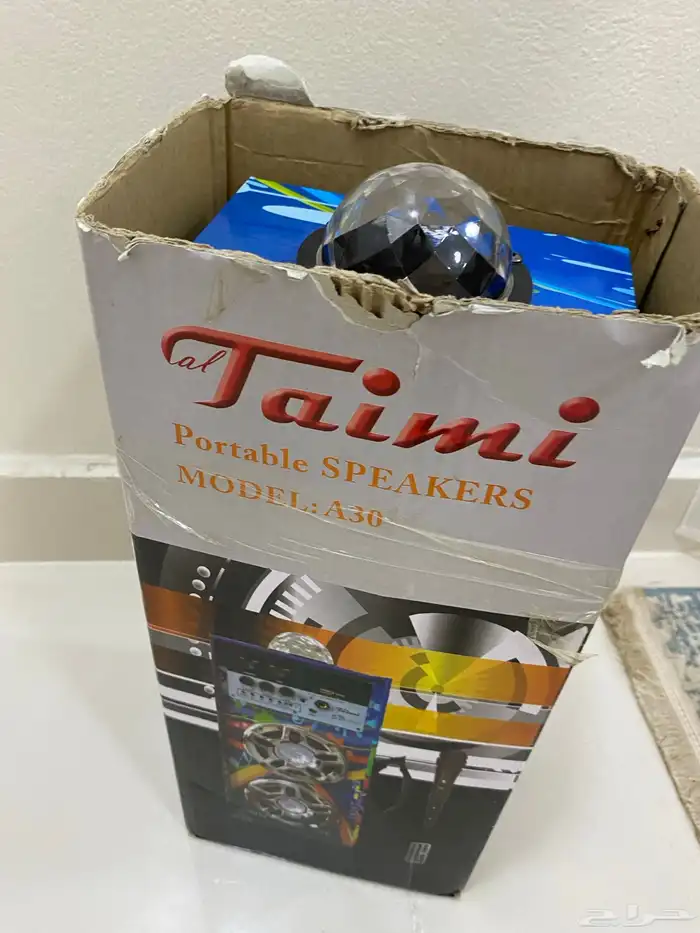 al Taimi
Portable SPEAKERS
MODEL: A30
حراج